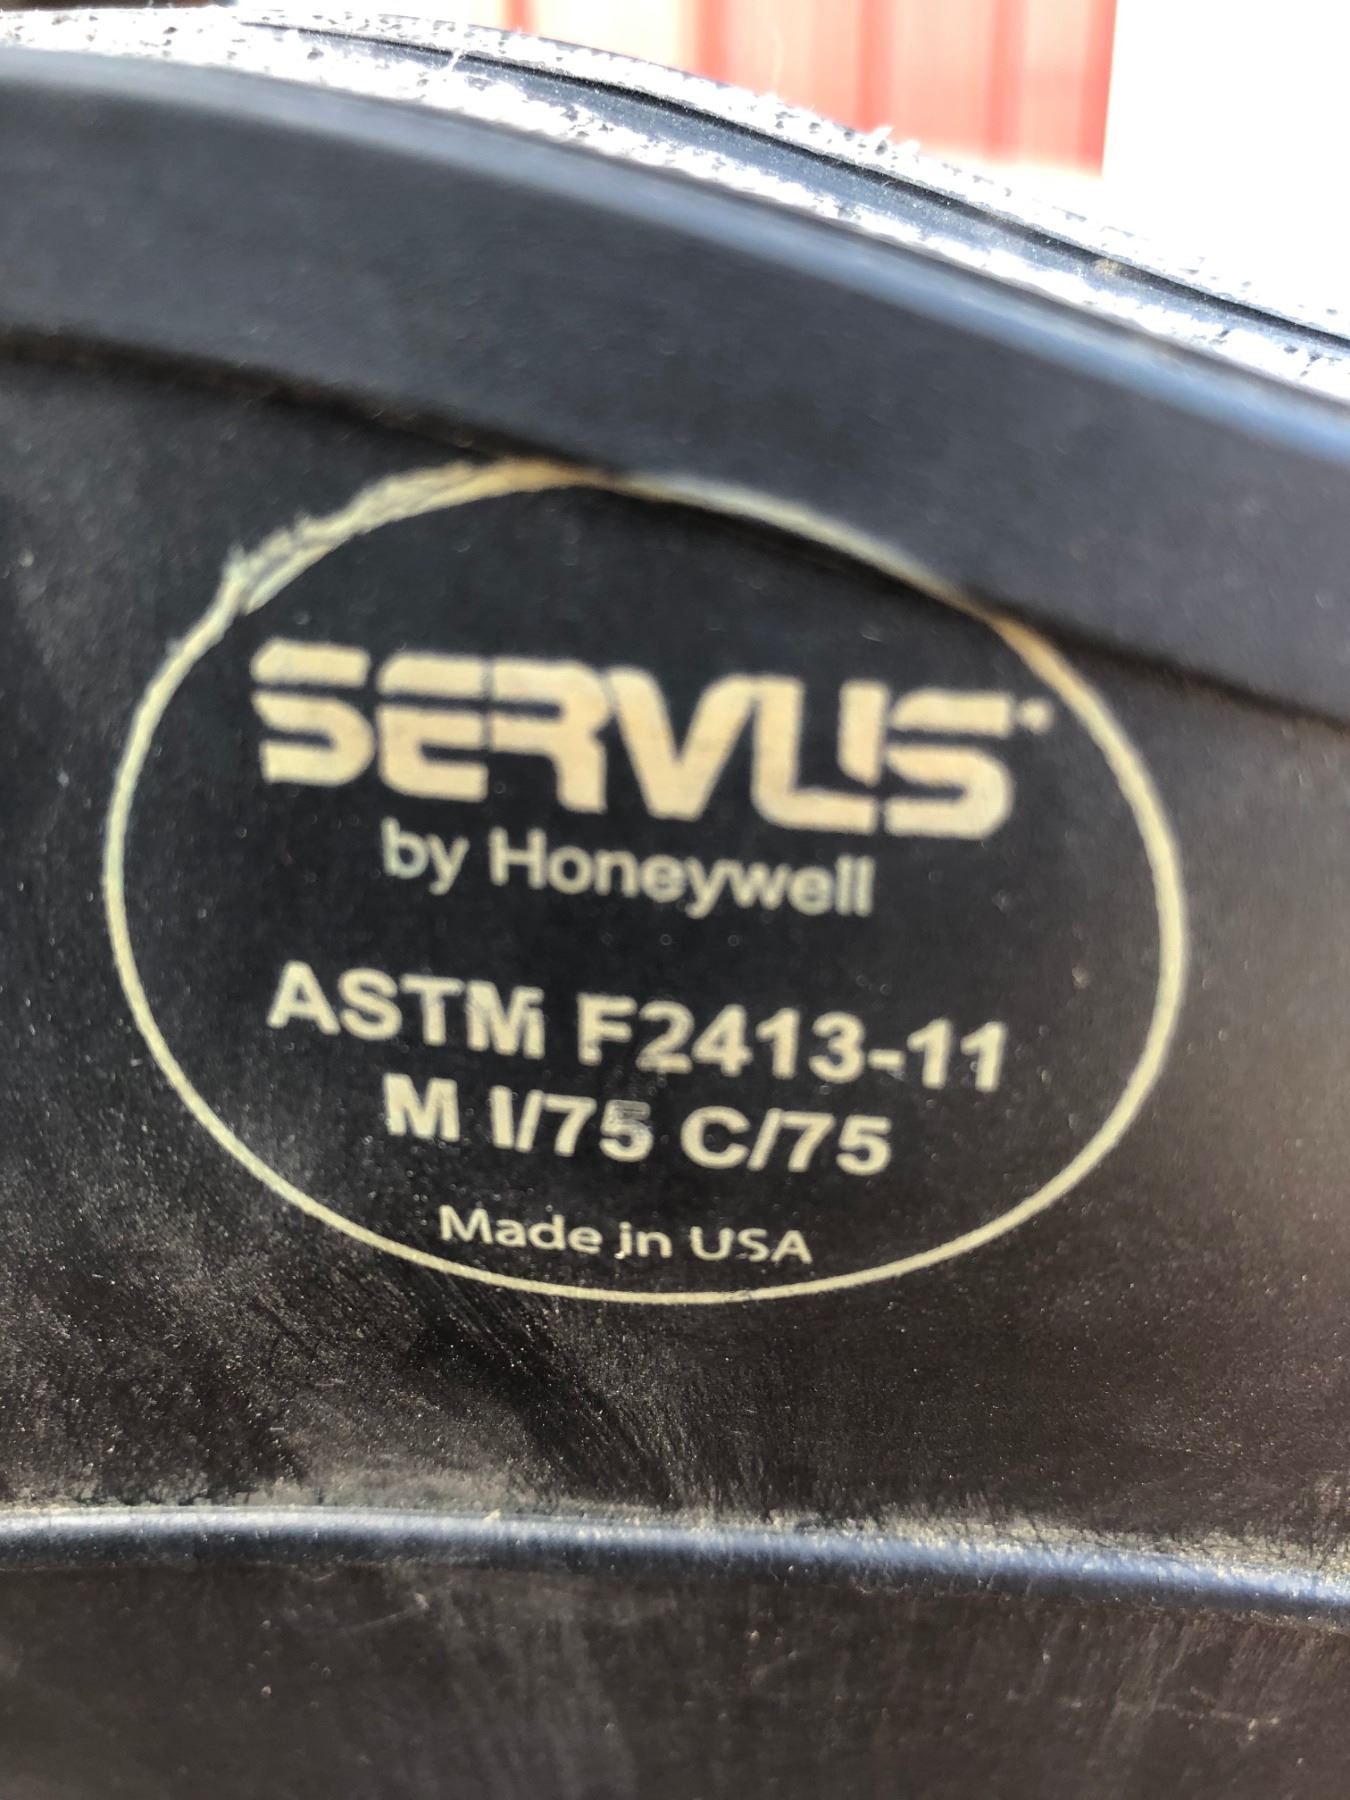 SERVUS
by Honeywell
ASTM F2413-11
M I/75 C/75
Made in USA